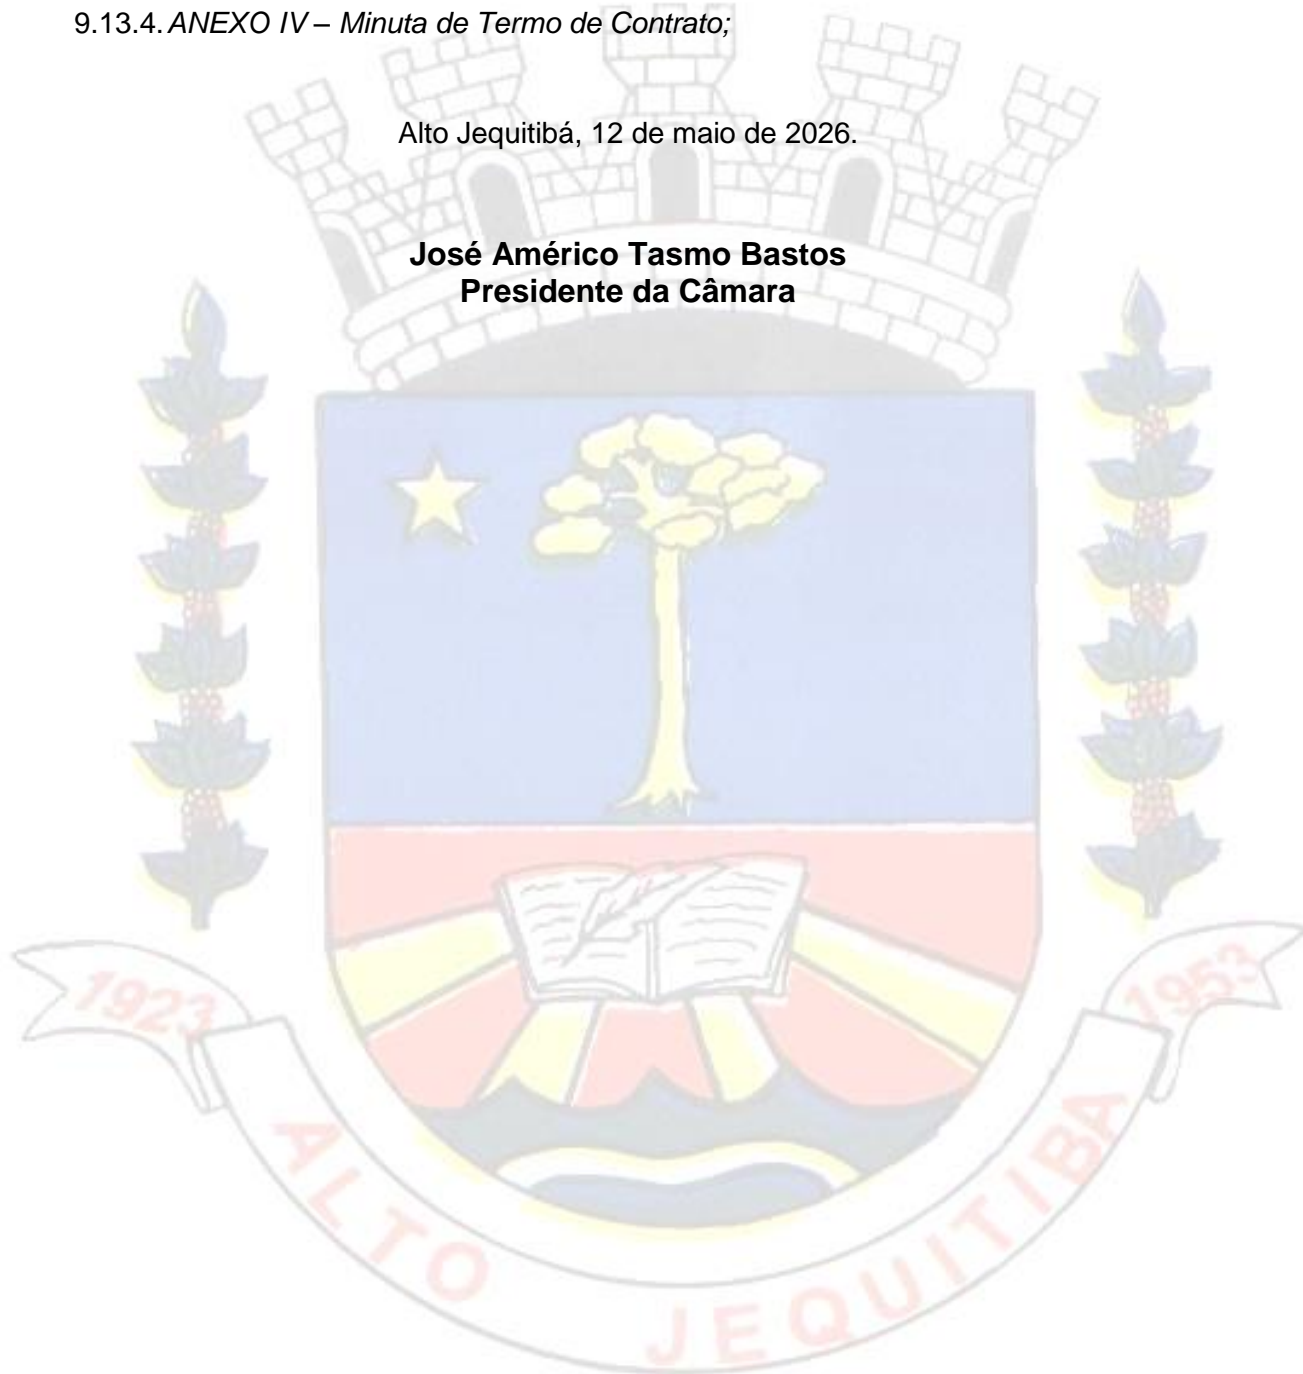 9.13.4. ANEXO IV – Minuta de Termo de Contrato;
Alto Jequitibá, 12 de maio de 2026.
José Américo Tasmo Bastos
Presidente da Câmara
1923
1953
ALTO JEQUITIBÁ